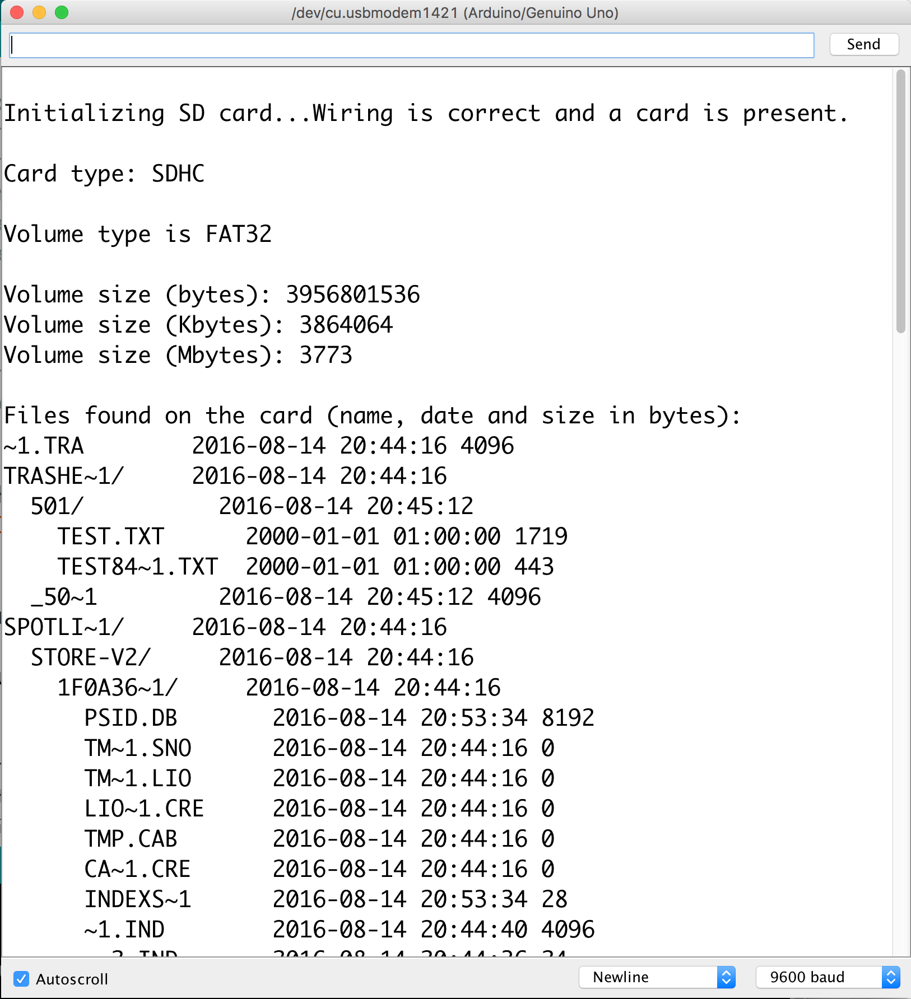 /dev/cu.usbmodem1421 (Arduino/Genuino Uno)
Send
Initializing SD card...Wiring is correct and a card is present.
Card type: SDHC
Volume type is FAT32
Volume size (bytes): 3956801536
Volume size (Kbytes): 3864064
Volume size (Mbytes): 3773
Files found on the card (name, date and size in bytes):
~1.TRA 2016-08-14 20:44:16 4096
TRASHE~1/ 2016-08-14 20:44:16
501/ 2016-08-14 20:45:12
TEST.TXT 2000-01-01 01:00:00 1719
TEST84~1.TXT 2000-01-01 01:00:00 443
_50~1 2016-08-14 20:45:12 4096
SPOTLI~1/ 2016-08-14 20:44:16
STORE-V2/ 2016-08-14 20:44:16
1F0A36~1/ 2016-08-14 20:44:16
PSID.DB 2016-08-14 20:53:34 8192
TM~1.SNO 2016-08-14 20:44:16 0
TM~1.LIO 2016-08-14 20:44:16 0
LIO~1.CRE 2016-08-14 20:44:16 0
TMP.CAB 2016-08-14 20:44:16 0
CA~1.CRE 2016-08-14 20:44:16 0
INDEXS~1 2016-08-14 20:53:34 28
~1.IND 2016-08-14 20:44:40 4096
2016-08-14
Autoscroll
Newline
9600 baud